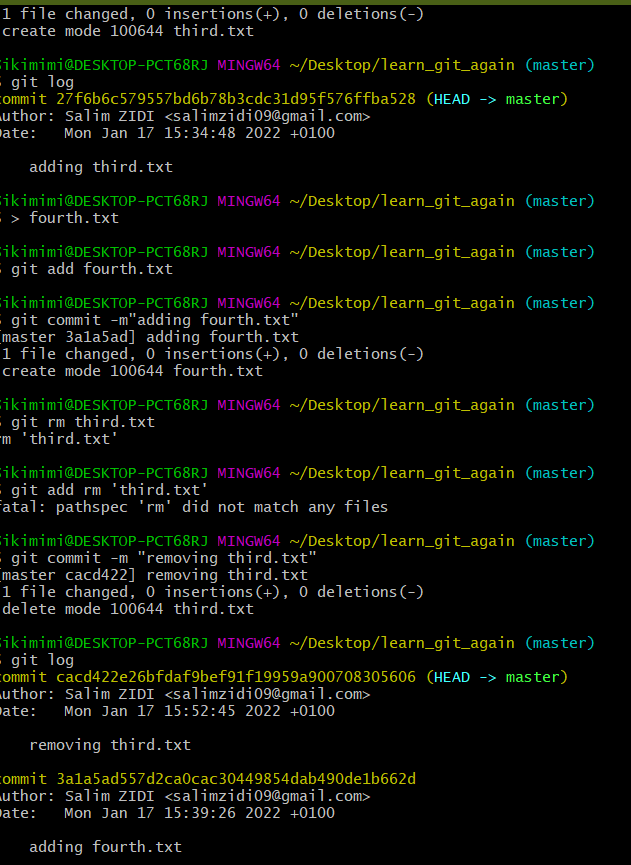 1 file changed, 0 insertions(+), 0 deletions(-)
create mode 100644 third.txt
ikimimi@DESKTOP-PCT68RJ MINGW64 ~/Desktop/learn_git_again (master)
$ git log
commit 27f6b6c579557bd6b78b3cdc31d95f576ffba528 (HEAD -> master)
Author: Salim ZIDI <salimzidi09@gmail.com>
Date:   Mon Jan 17 15:34:48 2022 +0100
adding third.txt
ikimimi@DESKTOP-PCT68RJ MINGW64 ~/Desktop/learn_git_again (master)
$ > fourth.txt
ikimimi@DESKTOP-PCT68RJ MINGW64 ~/Desktop/learn_git_again (master)
$ git add fourth.txt
ikimimi@DESKTOP-PCT68RJ MINGW64 ~/Desktop/learn_git_again (master)
$ git commit -m"adding fourth.txt"
[master 3a1a5ad] adding fourth.txt
1 file changed, 0 insertions(+), 0 deletions(-)
create mode 100644 fourth.txt
ikimimi@DESKTOP-PCT68RJ MINGW64 ~/Desktop/learn_git_again (master)
$ git rm third.txt
rm 'third.txt'
ikimimi@DESKTOP-PCT68RJ MINGW64 ~/Desktop/learn_git_again (master)
$ git add rm 'third.txt'
fatal: pathspec 'rm' did not match any files
ikimimi@DESKTOP-PCT68RJ MINGW64 ~/Desktop/learn_git_again (master)
$ git commit -m "removing third.txt"
[master cacd422] removing third.txt
1 file changed, 0 insertions(+), 0 deletions(-)
delete mode 100644 third.txt
ikimimi@DESKTOP-PCT68RJ MINGW64 ~/Desktop/learn_git_again (master)
$ git log
commit cacd422e26bfdaf9bef91f19959a900708305606 (HEAD -> master)
Author: Salim ZIDI <salimzidi09@gmail.com>
Date:   Mon Jan 17 15:52:45 2022 +0100
removing third.txt
commit 3a1a5ad557d2ca0cac30449854dab490de1b662d
Author: Salim ZIDI <salimzidi09@gmail.com>
Date:   Mon Jan 17 15:39:26 2022 +0100
adding fourth.txt